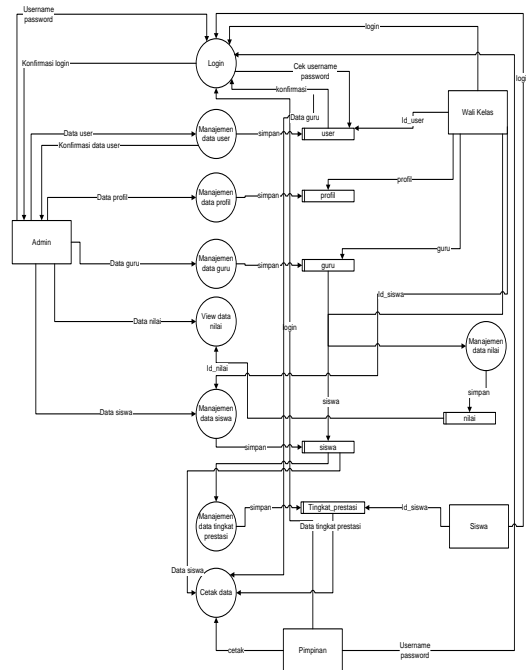 Username
password
login
login
Konfirmasi login
Login
Cek username
password
konfirmasi
Data guru
Wali Kelas
Id_user
Data user
Konfirmasi data user
Manajemen
data user
simpan
user
Data profil
Manajemen
data profil
simpan
profil
profil
Admin
Data guru
Manajemen
data guru
simpan
guru
guru
Id_siswa
Data nilai
View data
nilai
login
Manajemen
data nilai
Id_nilai
simpan
siswa
nilai
Data siswa
Manajemen
data siswa
simpan
siswa
Manajemen
data tingkat
prestasi
simpan
Tingkat_prestasi
Id_siswa
Siswa
Data tingkat prestasi
Data siswa
Cetak data
cetak
Pimpinan
Username
password